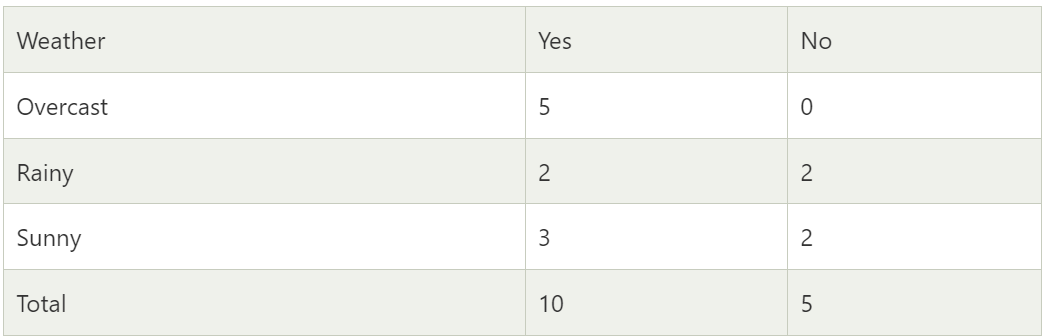 Weather Yes No
Overcast 5 0
Rainy 2 2
Sunny 3 2
Total 10 5